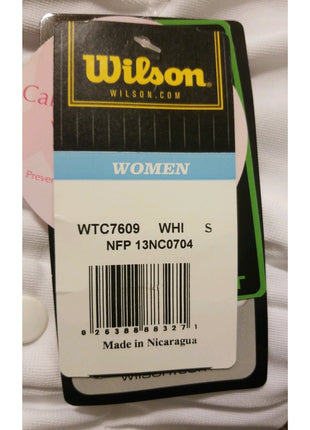 Wilson
WILSON.COM
WOMEN
WTC7609 WHI S
NFP 13NC0704
0 26388 88327 1
Made in Nicaragua